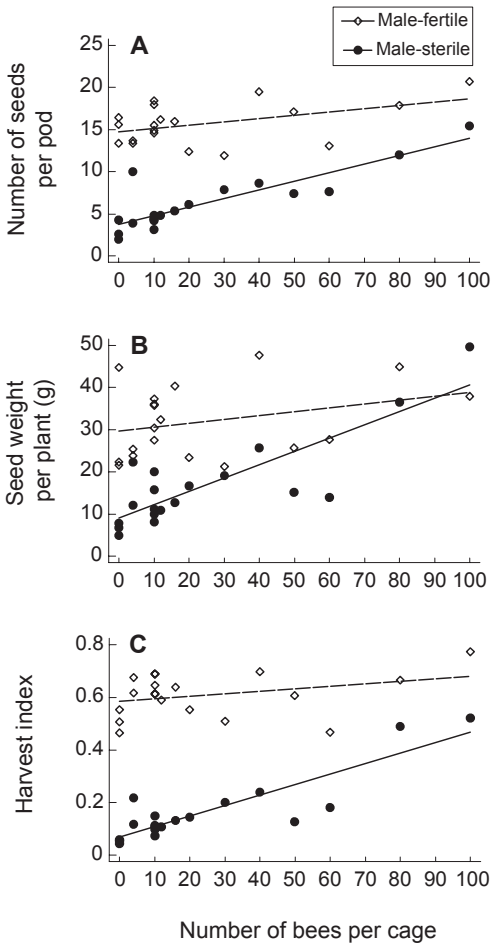 Male-fertile
Male-sterile
A
25
20
15
10
5
0
Number of seeds
per pod
0 10 20 30 40 50 60 70 80 90 100
B
50
40
30
20
10
0
Seed weight
per plant (g)
0 10 20 30 40 50 60 70 80 90 100
C
0.8
0.6
0.4
0.2
0
Harvest index
0 10 20 30 40 50 60 70 80 90 100
Number of bees per cage